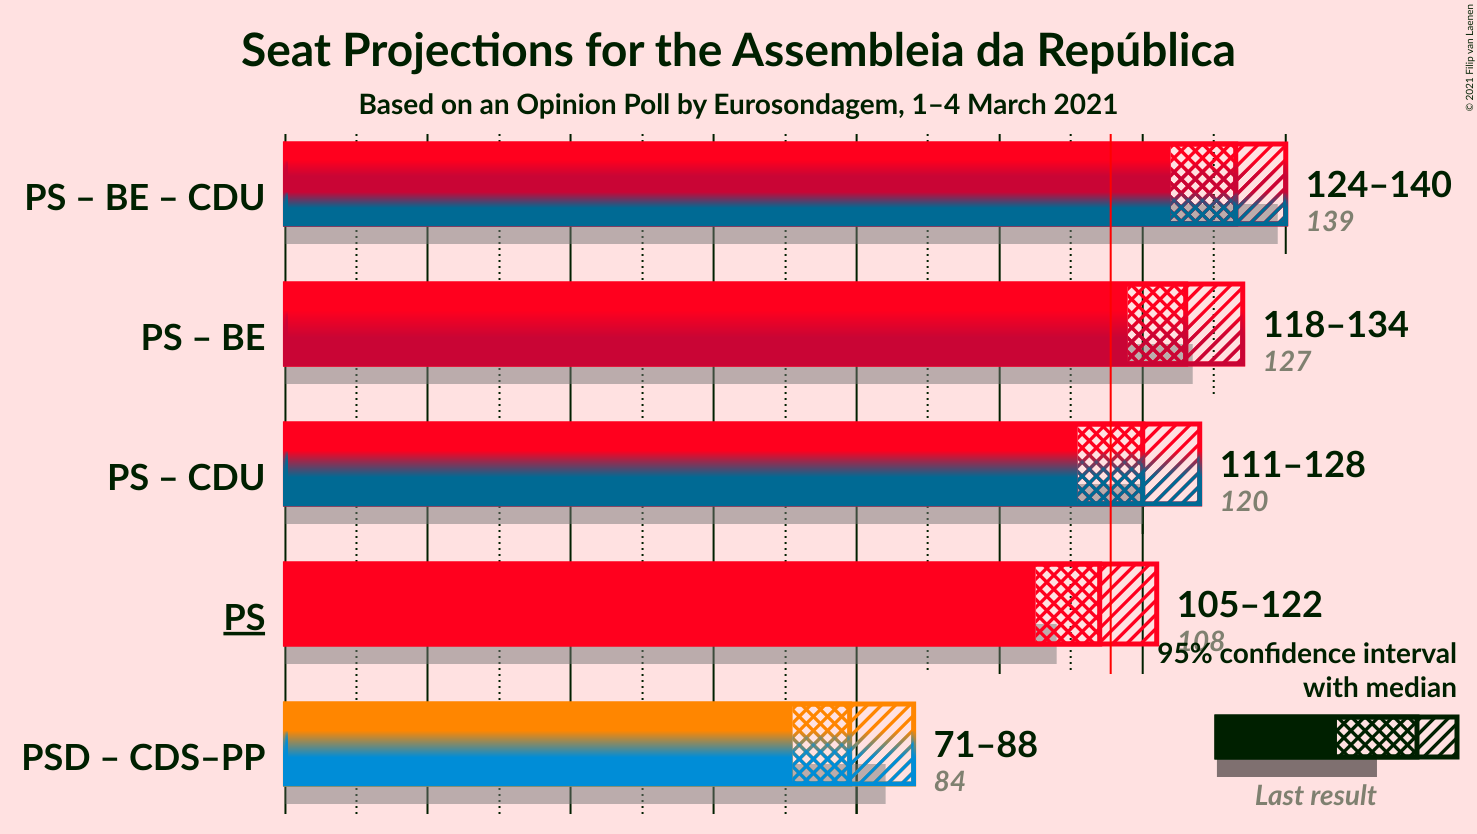 Seat Projections for the Assembleia da República
Based on an Opinion Poll by Eurosondagem, 1–4 March 2021
© 2021 Filip van Laenen
PS – BE – CDU
124–140
139
PS – BE
118–134
127
PS – CDU
111–128
120
PS
105–122
108
95% confidence interval
with median
Last result
PSD – CDS–PP
71–88
84